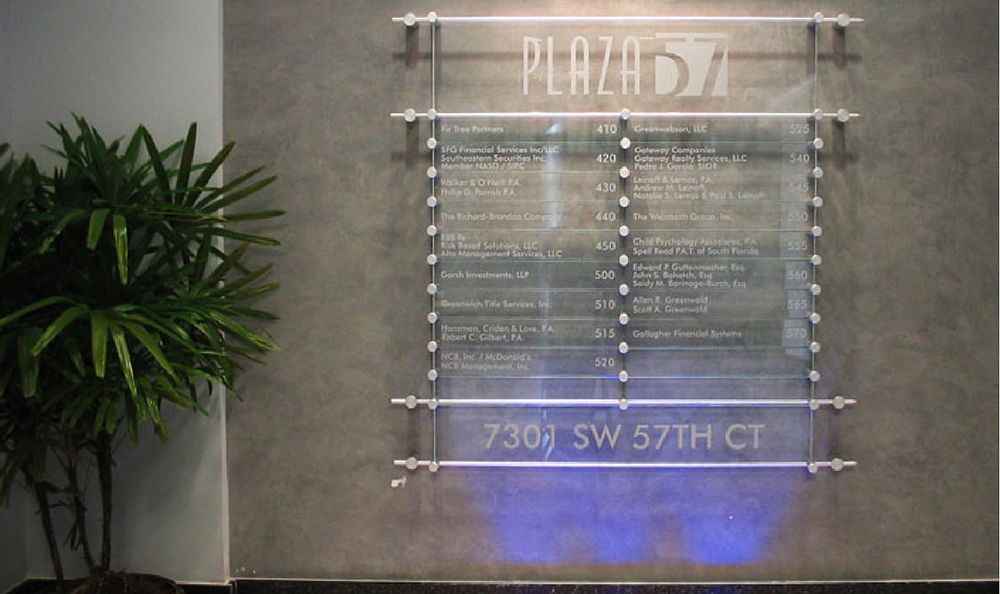 PLAZA 57
Fir Tree Partners 410
SFG Financial Services Inc/LLC
Southeastern Securities Inc.
Member NASD / SIPC
420
Walker & O'Neill P.A.
Philip D. Parrish P.A.
430
The Richard-Brandon Company 440
Risk Based Solutions, LLC
Alta Management Services, LLC
450
Garsh Investments, LLP 500
Greenwich Title Services, Inc. 510
Hanzman, Criden & Love, P.A.
Robert C. Gilbert, P.A.
515
NCB, Inc. / McDonald's
NCB Management, Inc.
520
Greenwabson, LLC 525
Gateway Companies
Gateway Realty Services, LLC
Pedro J. Garcia, SIOR
540
Leinoff & Lemos, P.A.
Andrew M. Leinoff
Natalie S. Lemos & Paul S. Leinoff
545
The Weinbach Group, Inc. 550
Child Psychology Associates, P.A.
Spell Read P.A.T. of South Florida
555
Edward P. Guttenmacher, Esq.
John S. Bohatch, Esq.
Saidy M. Barinaga-Burch, Esq.
560
Allen R. Greenwald
Scott A. Greenwald
565
Gallagher Financial Systems 570
7301 SW 57TH CT